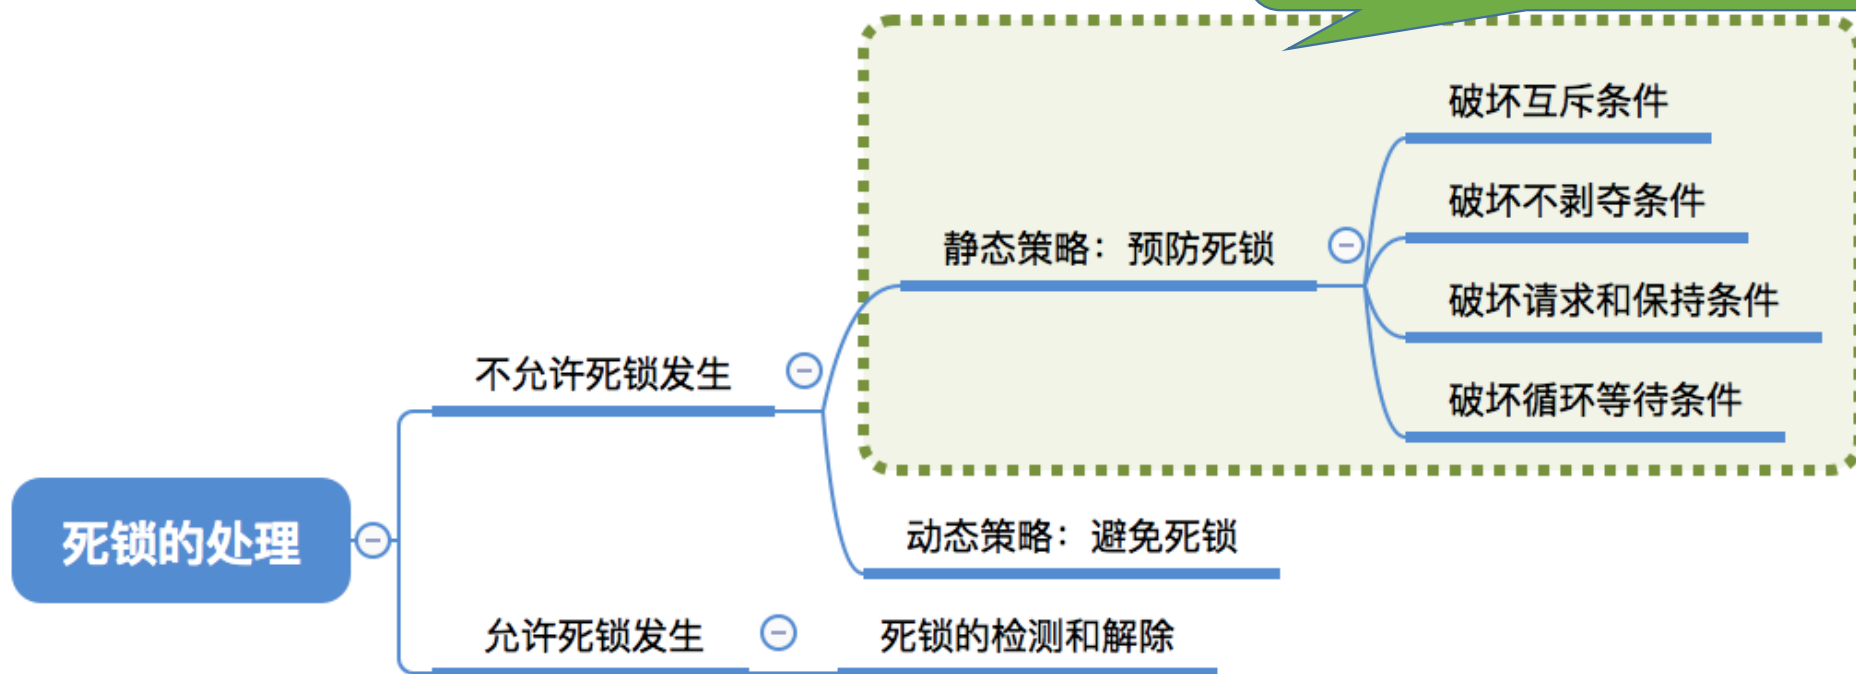 死锁的处理
不允许死锁发生
静态策略：预防死锁
破坏互斥条件
破坏不剥夺条件
破坏请求和保持条件
破坏循环等待条件
动态策略：避免死锁
允许死锁发生
死锁的检测和解除